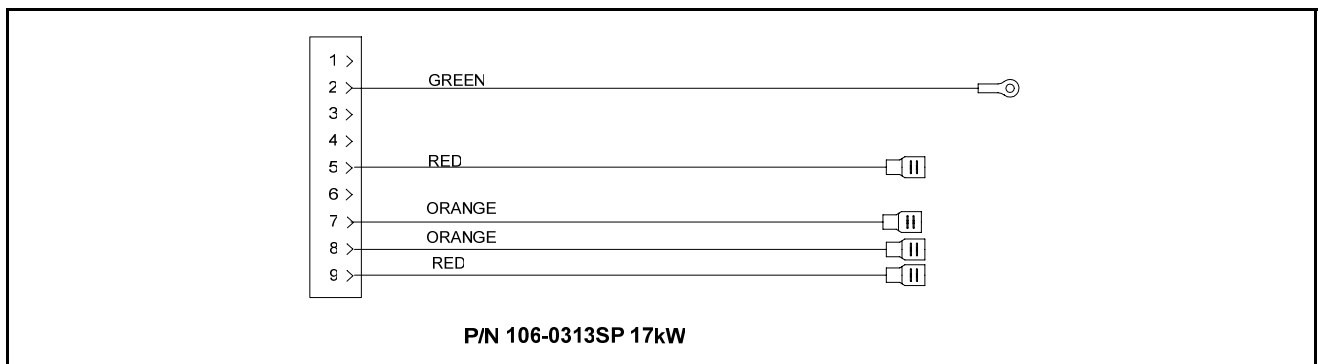 1
2 GREEN
3
4
5 RED
6
7 ORANGE
8 ORANGE
9 RED
P/N 106-0313SP 17kW